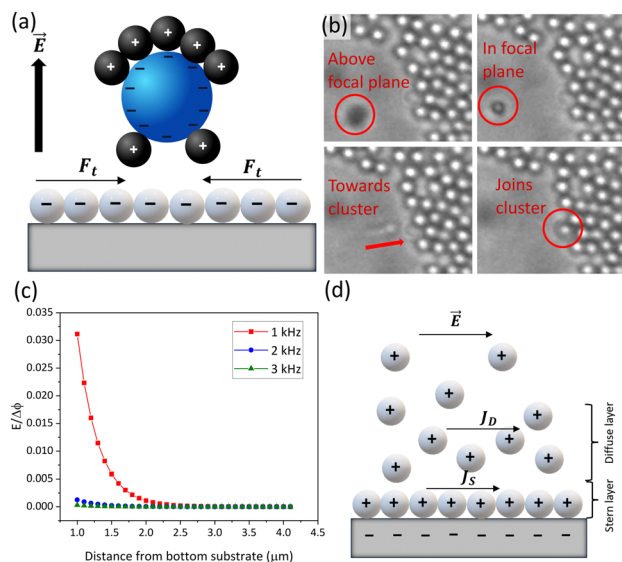 (a)
E
+ + + + +
− − − − − − − − − −
+ +
F_t F_t
− − − − − − −
(b)
Above
focal plane
In focal
plane
Towards
cluster
Joins
cluster
(c)
E/Δϕ
0.035
0.030
0.025
0.020
0.015
0.010
0.005
0.000
1 kHz
2 kHz
3 kHz
1.0 1.5 2.0 2.5 3.0 3.5 4.0 4.5
Distance from bottom substrate (μm)
(d)
E
+ +
+ + +
J_D
+ + +
+ +
J_S
+ + + + + + + +
− − − − − − − −
Diffuse layer
Stern layer